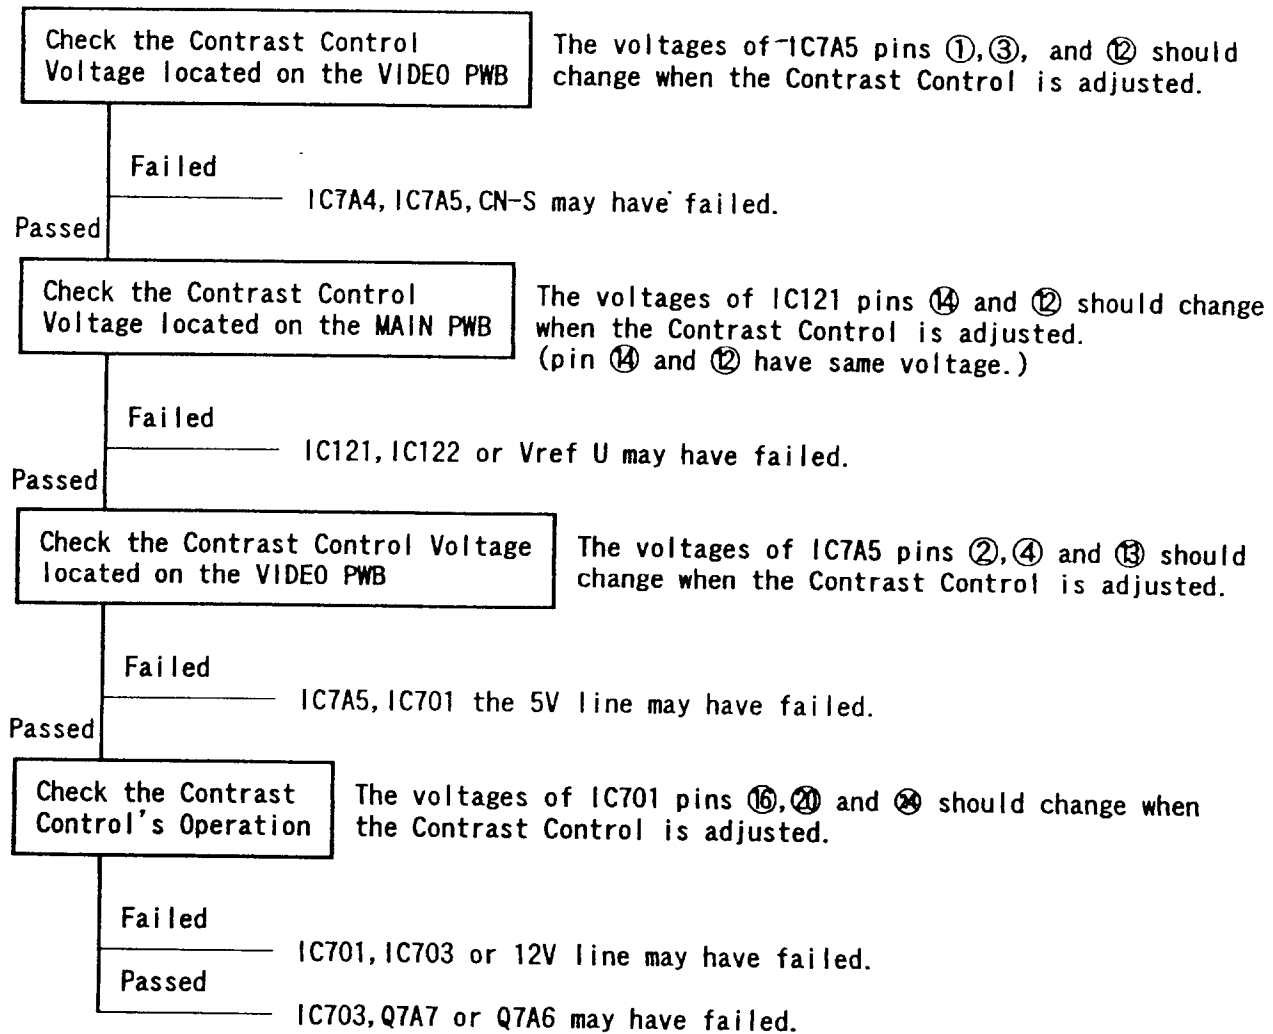 Check the Contrast Control
Voltage located on the VIDEO PWB
The voltages of IC7A5 pins ①,③, and ⑫ should
change when the Contrast Control is adjusted.
Failed
IC7A4,IC7A5,CN-S may have failed.
Passed
Check the Contrast Control
Voltage located on the MAIN PWB
The voltages of IC121 pins ⑭ and ⑫ should change
when the Contrast Control is adjusted.
(pin ⑭ and ⑫ have same voltage.)
Failed
IC121,IC122 or Vref U may have failed.
Passed
Check the Contrast Control Voltage
located on the VIDEO PWB
The voltages of IC7A5 pins ②,④ and ⑬ should
change when the Contrast Control is adjusted.
Failed
IC7A5,IC701 the 5V line may have failed.
Passed
Check the Contrast
Control's Operation
The voltages of IC701 pins ⑯,⑳ and should change when
the Contrast Control is adjusted.
Failed
IC701,IC703 or 12V line may have failed.
Passed
IC703,Q7A7 or Q7A6 may have failed.